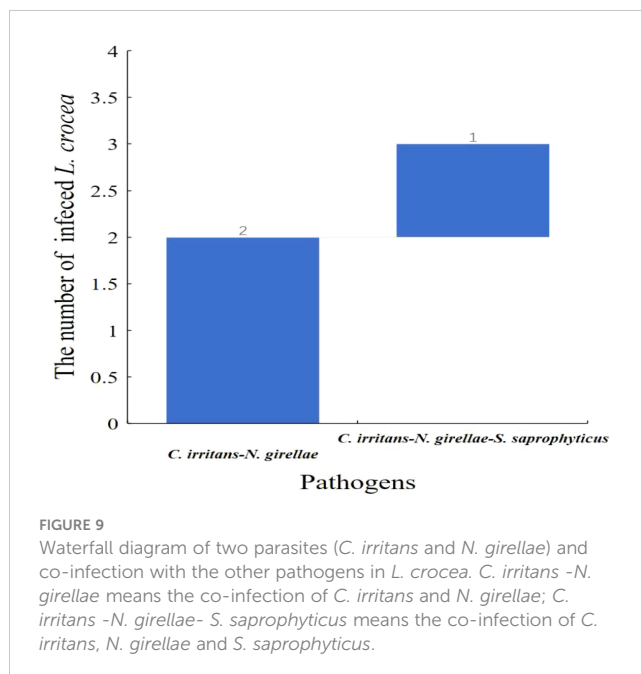 The number of infeced L. crocea
4
3.5
3
2.5
2
1.5
1
0.5
0
2
1
C. irritans-N. girellae
C. irritans-N. girellae-S. saprophyticus
Pathogens
FIGURE 9
Waterfall diagram of two parasites (C. irritans and N. girellae) and
co-infection with the other pathogens in L. crocea. C. irritans -N.
girellae means the co-infection of C. irritans and N. girellae; C.
irritans -N. girellae- S. saprophyticus means the co-infection of C.
irritans, N. girellae and S. saprophyticus.